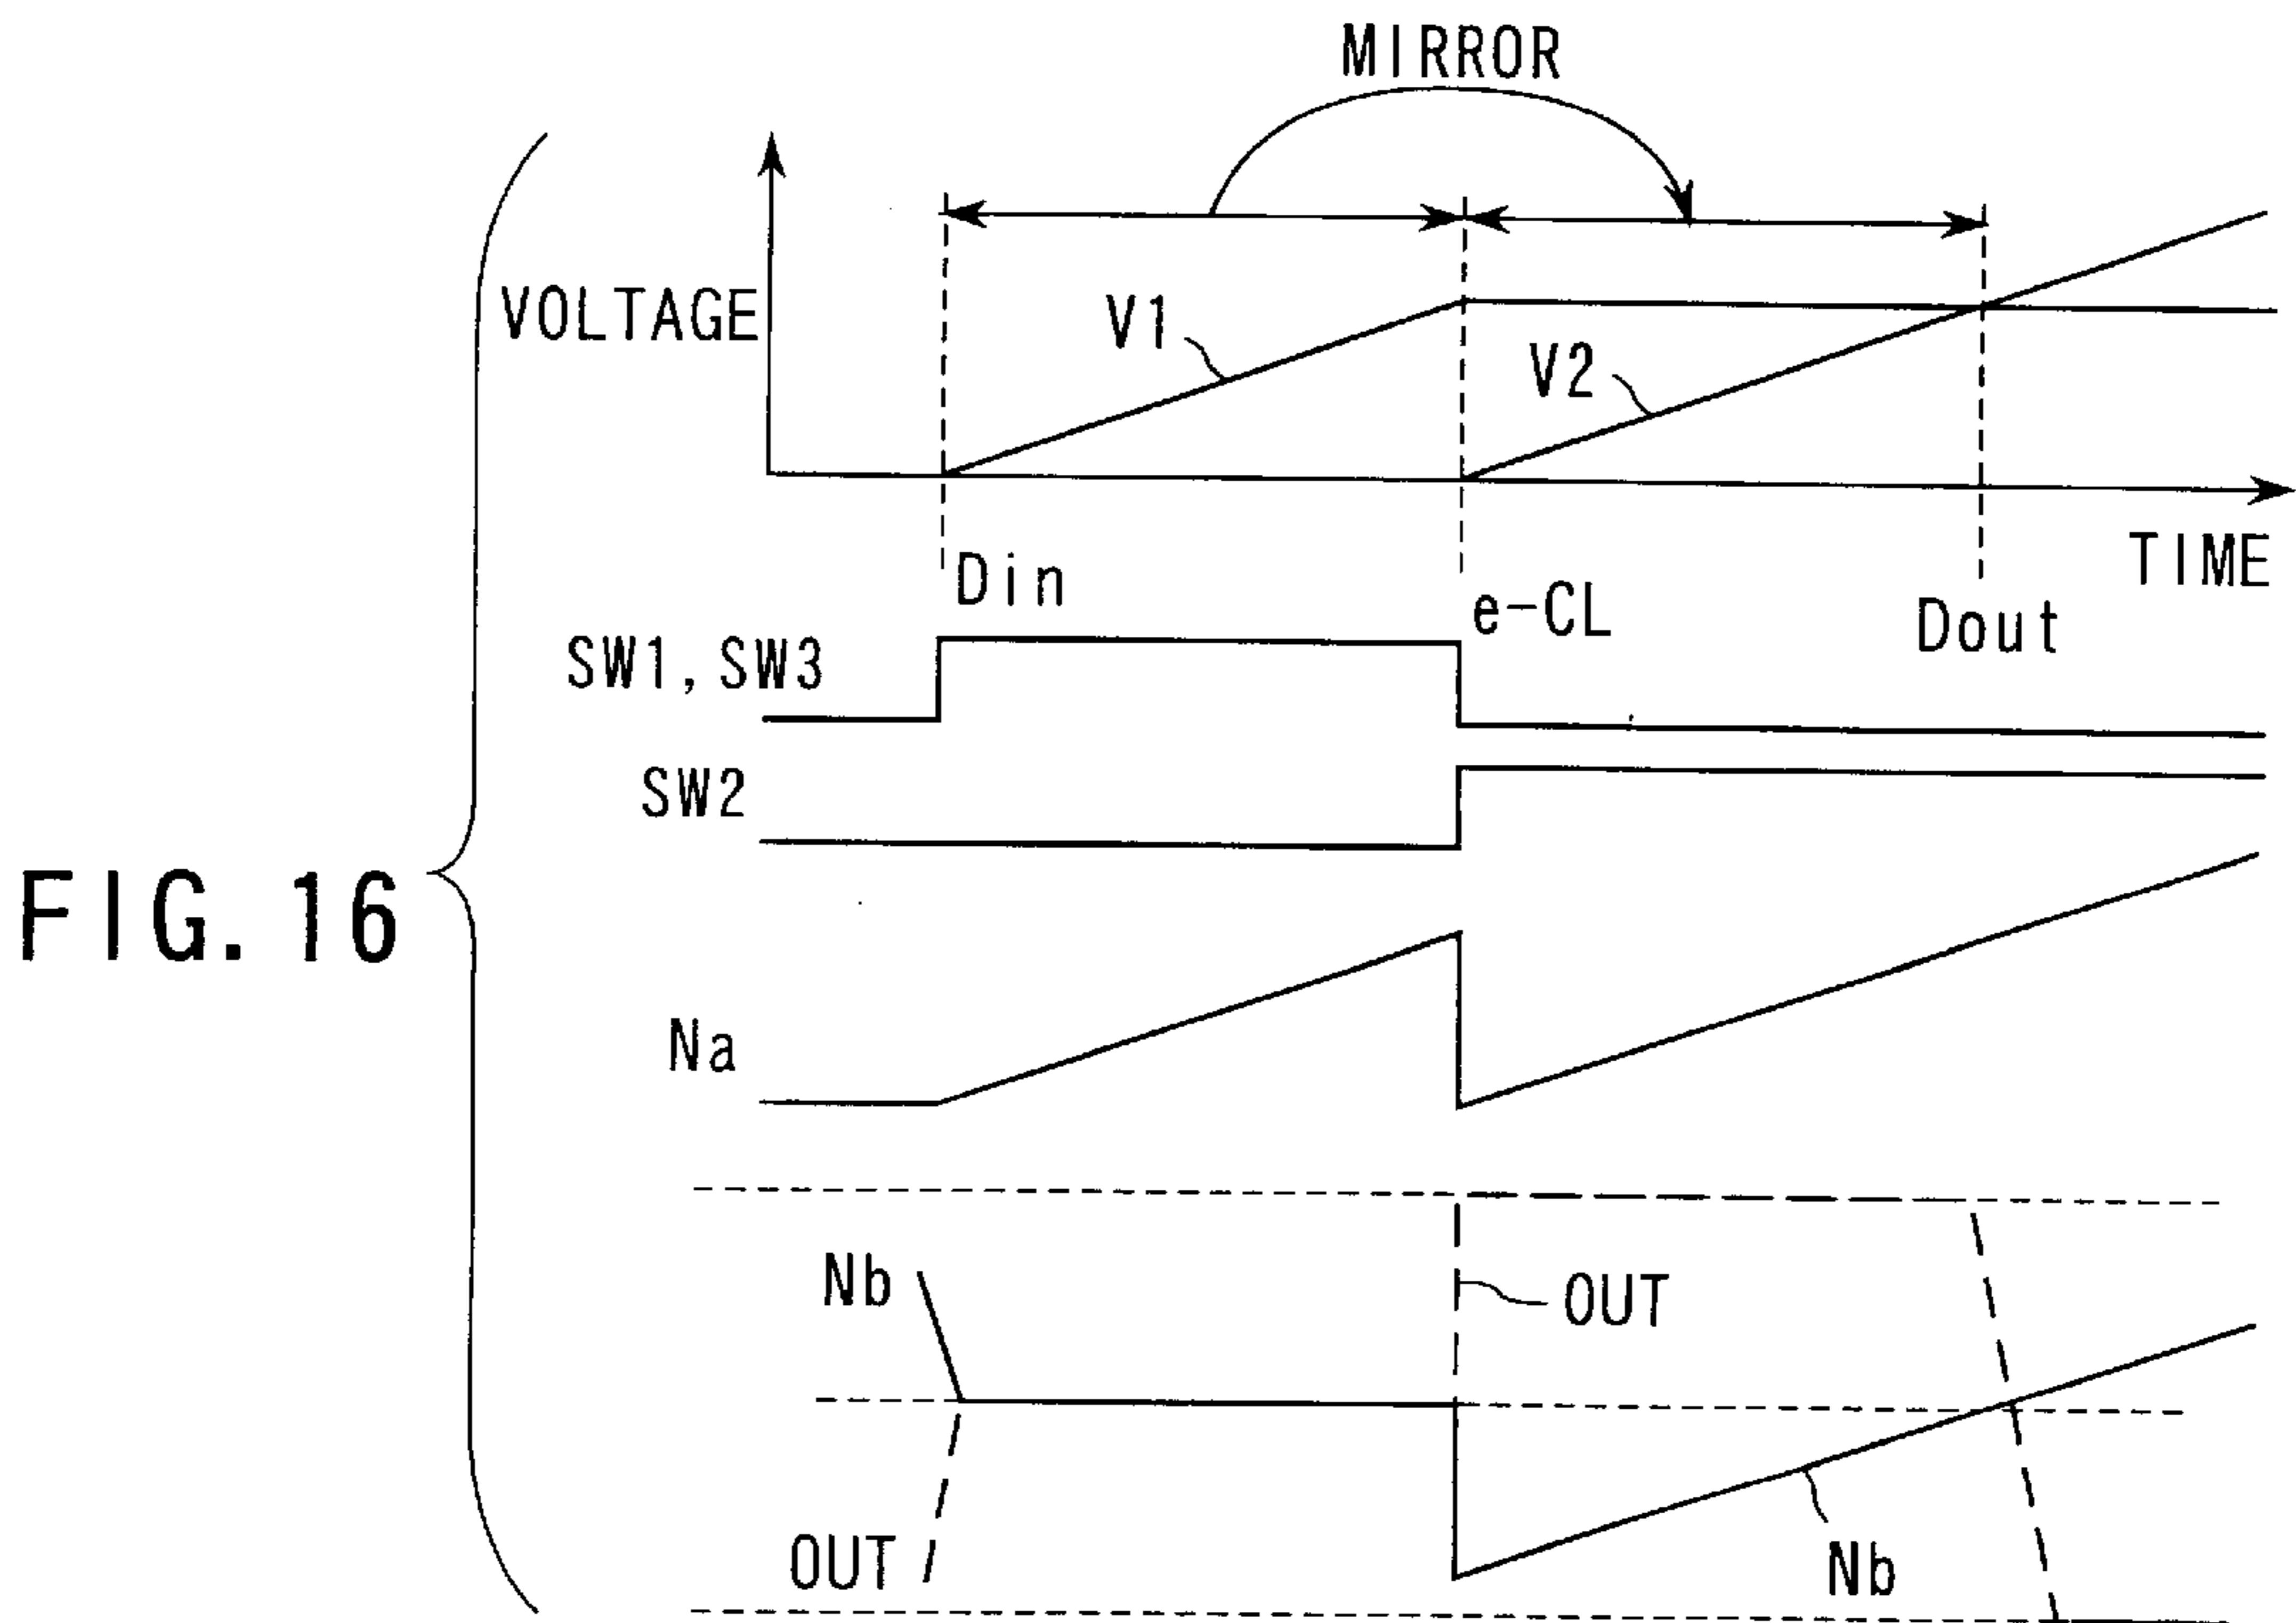 MIRROR
VOLTAGE
V1
V2
TIME
Din
e-CL
Dout
SW1, SW3
SW2
FIG. 16
Na
Nb
OUT
OUT
Nb